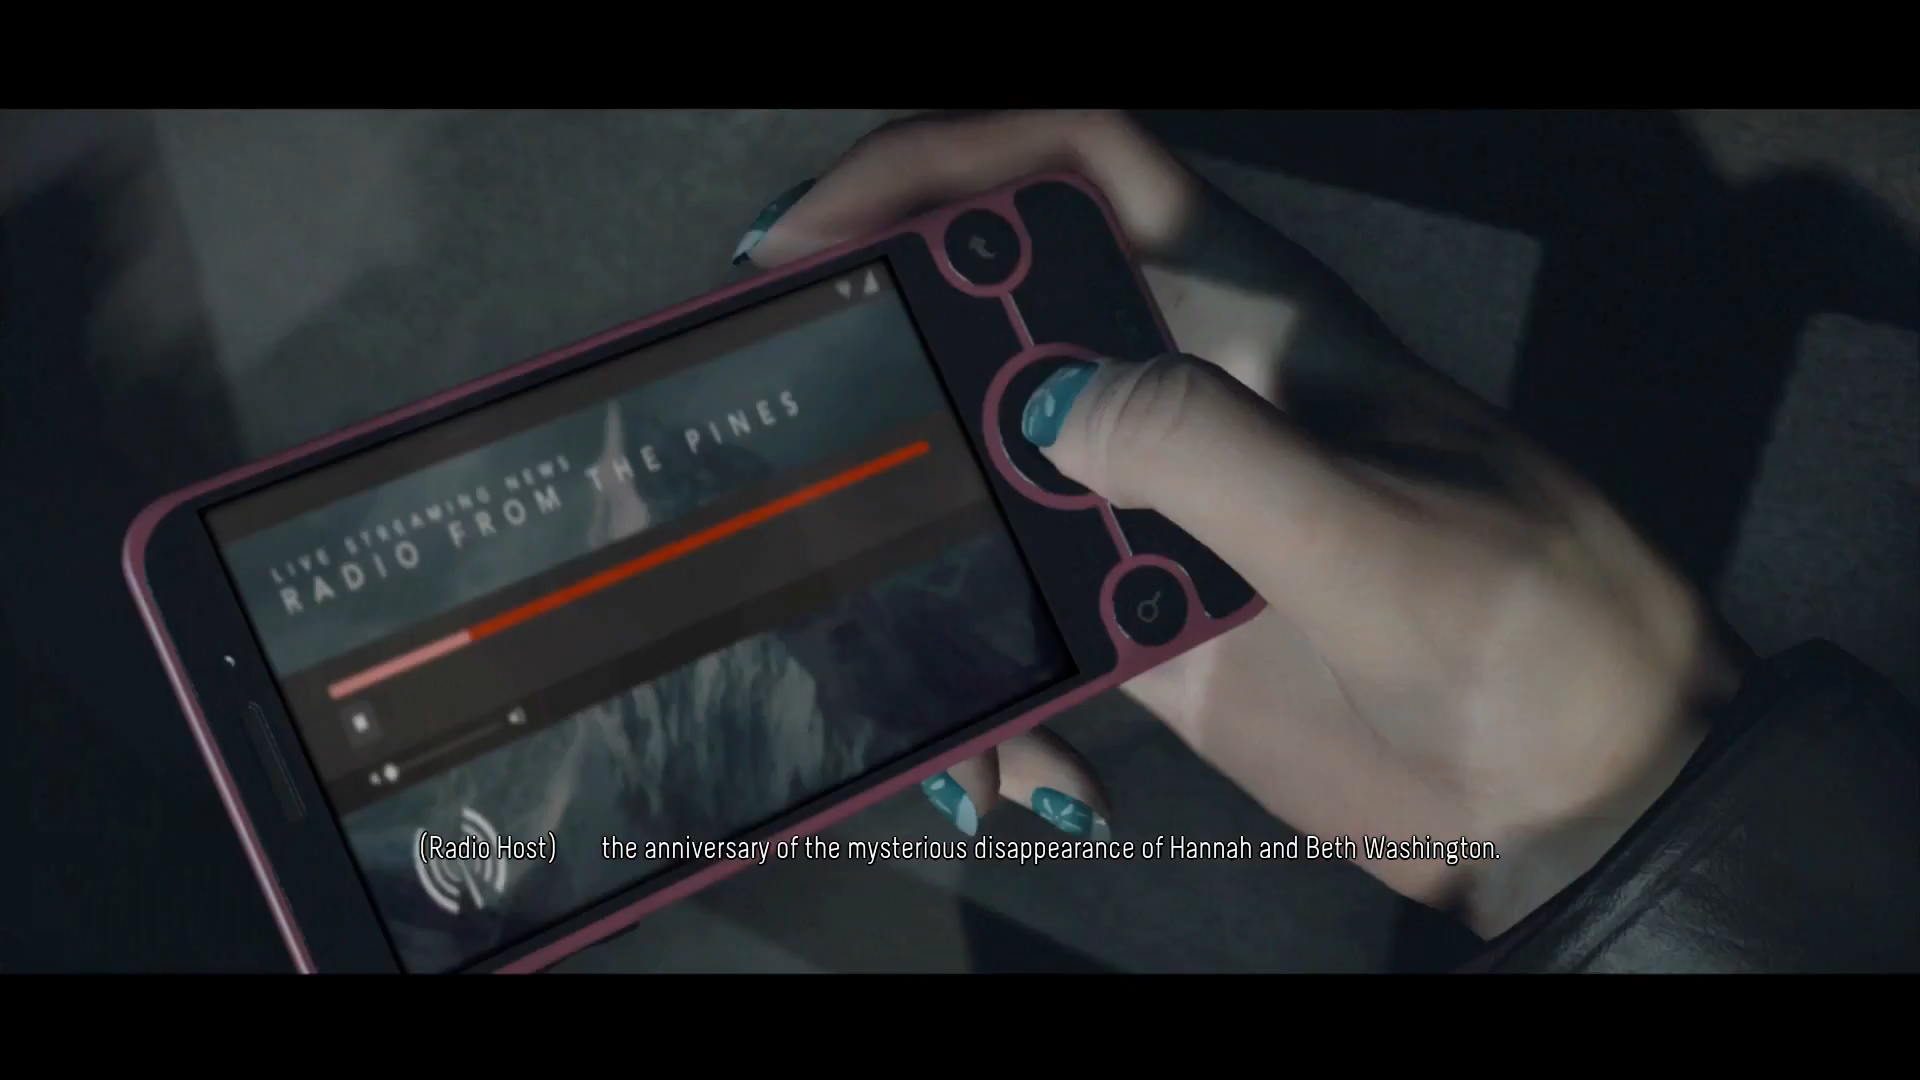 LIVE STREAMING NEWS
RADIO FROM THE PINES
(Radio Host) the anniversary of the mysterious disappearance of Hannah and Beth Washington.